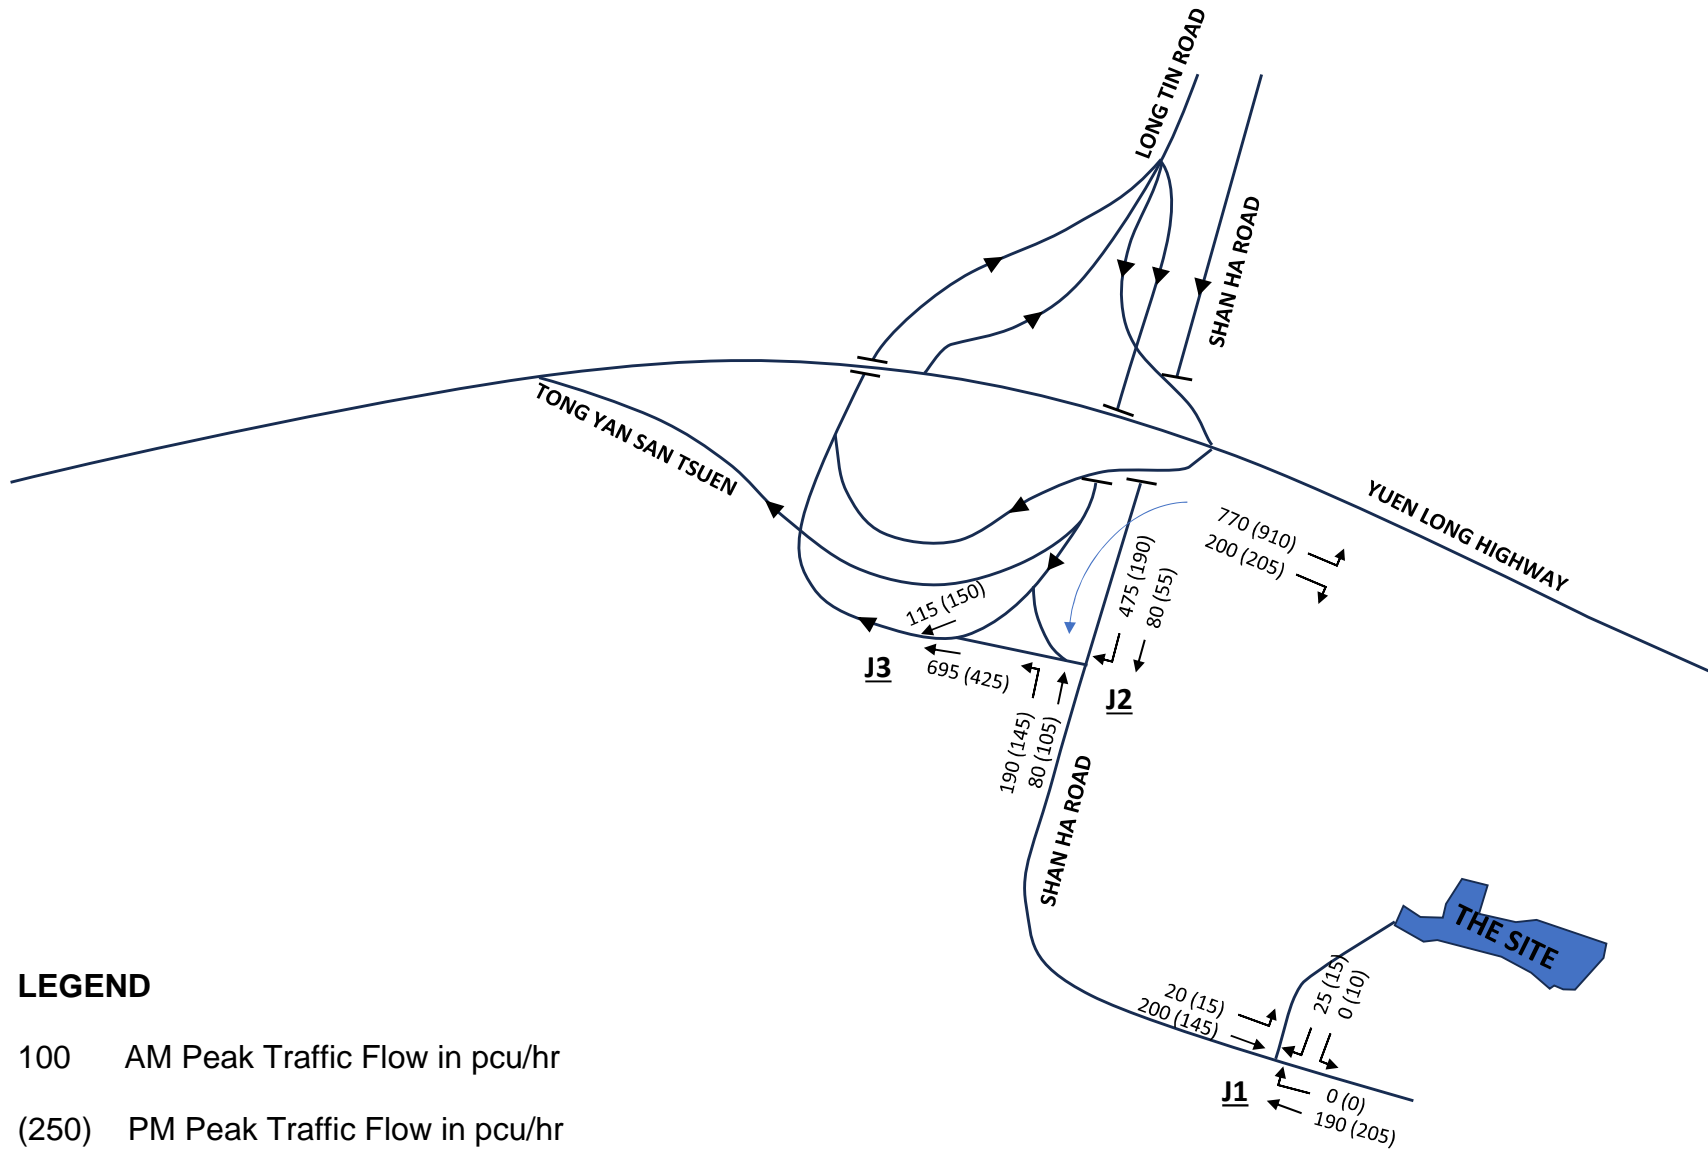 LONG TIN ROAD
SHAN HA ROAD
TONG YAN SAN TSUEN
YUEN LONG HIGHWAY
770 (910)
200 (205)
475 (190)
80 (55)
115 (150)
695 (425)
J3
J2
190 (145)
80 (105)
SHAN HA ROAD
THE SITE
25 (15)
0 (10)
20 (15)
200 (145)
J1
0 (0)
190 (205)
LEGEND
100 AM Peak Traffic Flow in pcu/hr
(250) PM Peak Traffic Flow in pcu/hr